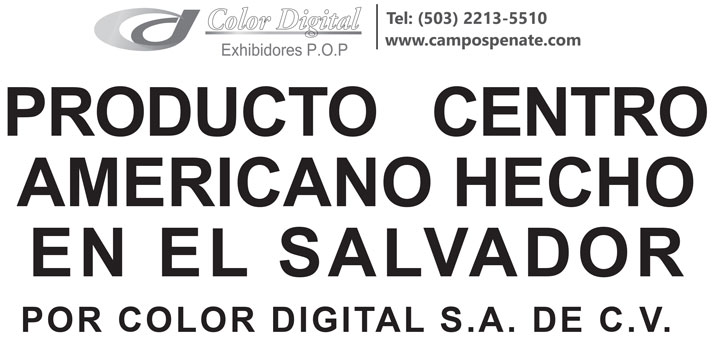 Color Digital
Exhibidores P.O.P
Tel: (503) 2213-5510
www.campospenate.com
PRODUCTO CENTRO
AMERICANO HECHO
EN EL SALVADOR
POR COLOR DIGITAL S.A. DE C.V.